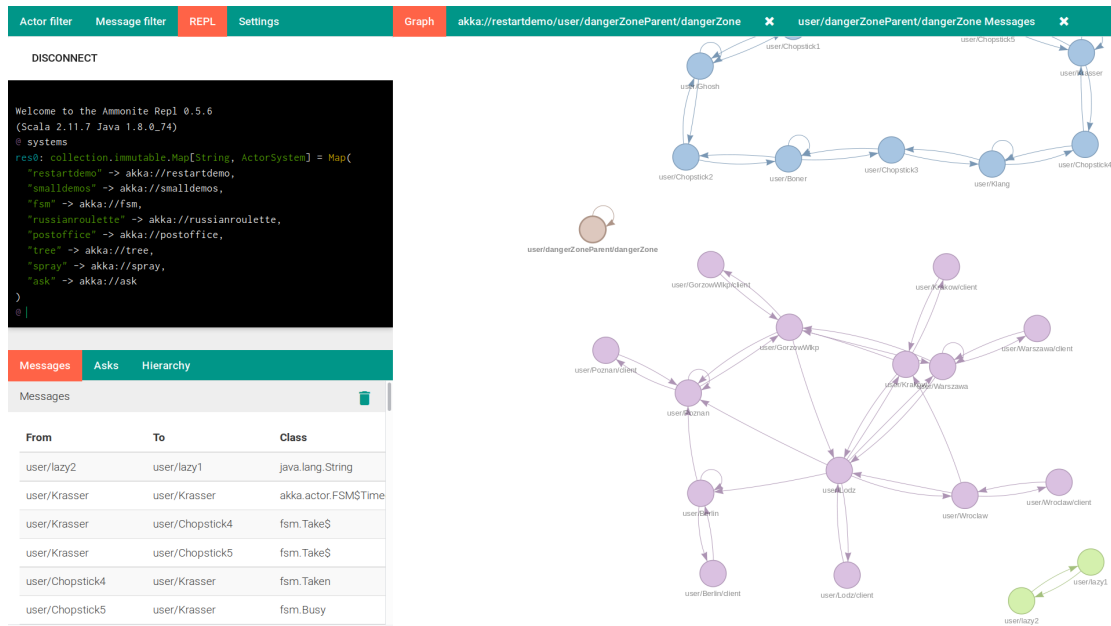 Actor filter Message filter REPL Settings
Graph akka://restartdemo/user/dangerZoneParent/dangerZone × user/dangerZoneParent/dangerZone Messages ×
DISCONNECT
Welcome to the Ammonite Repl 0.5.6
(Scala 2.11.7 Java 1.8.0_74)
@ systems
res0: collection.immutable.Map[String, ActorSystem] = Map(
"restartdemo" -> akka://restartdemo,
"smalldemos" -> akka://smalldemos,
"fsm" -> akka://fsm,
"russianroulette" -> akka://russianroulette,
"postoffice" -> akka://postoffice,
"tree" -> akka://tree,
"spray" -> akka://spray,
"ask" -> akka://ask
)
@
Messages Asks Hierarchy
Messages
From To Class
user/lazy2 user/lazy1 java.lang.String
user/Krasser user/Krasser akka.actor.FSM$Time
user/Krasser user/Chopstick4 fsm.Take$
user/Krasser user/Chopstick5 fsm.Take$
user/Chopstick4 user/Krasser fsm.Taken
user/Chopstick5 user/Krasser fsm.Busy
user/Chopstick1
user/Chopstick5
user/Ghosh
user/Krasser
user/Chopstick2
user/Boner
user/Chopstick3
user/Klang
user/Chopstick4
user/dangerZoneParent/dangerZone
user/GorzowWlkp/client
user/Krakow/client
user/GorzowWlkp
user/Warszawa/client
user/Poznan/client
user/Krakow
user/Warszawa
user/Poznan
user/Lodz
user/Berlin
user/Wroclaw
user/Wroclaw/client
user/Berlin/client
user/Lodz/client
user/lazy1
user/lazy2